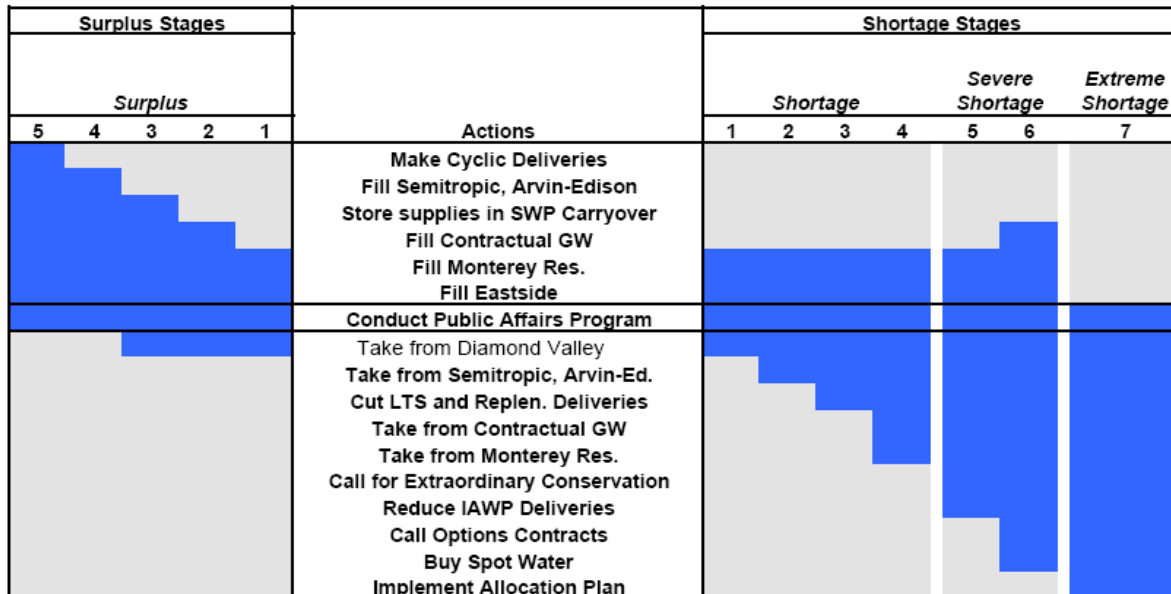 Surplus Stages
Shortage Stages
Severe Extreme
Surplus Shortage Shortage Shortage
5 4 3 2 1 Actions 1 2 3 4 5 6 7
Make Cyclic Deliveries
Fill Semitropic, Arvin-Edison
Store supplies in SWP Carryover
Fill Contractual GW
Fill Monterey Res.
Fill Eastside
Conduct Public Affairs Program
Take from Diamond Valley
Take from Semitropic, Arvin-Ed.
Cut LTS and Replen. Deliveries
Take from Contractual GW
Take from Monterey Res.
Call for Extraordinary Conservation
Reduce IAWP Deliveries
Call Options Contracts
Buy Spot Water
Implement Allocation Plan